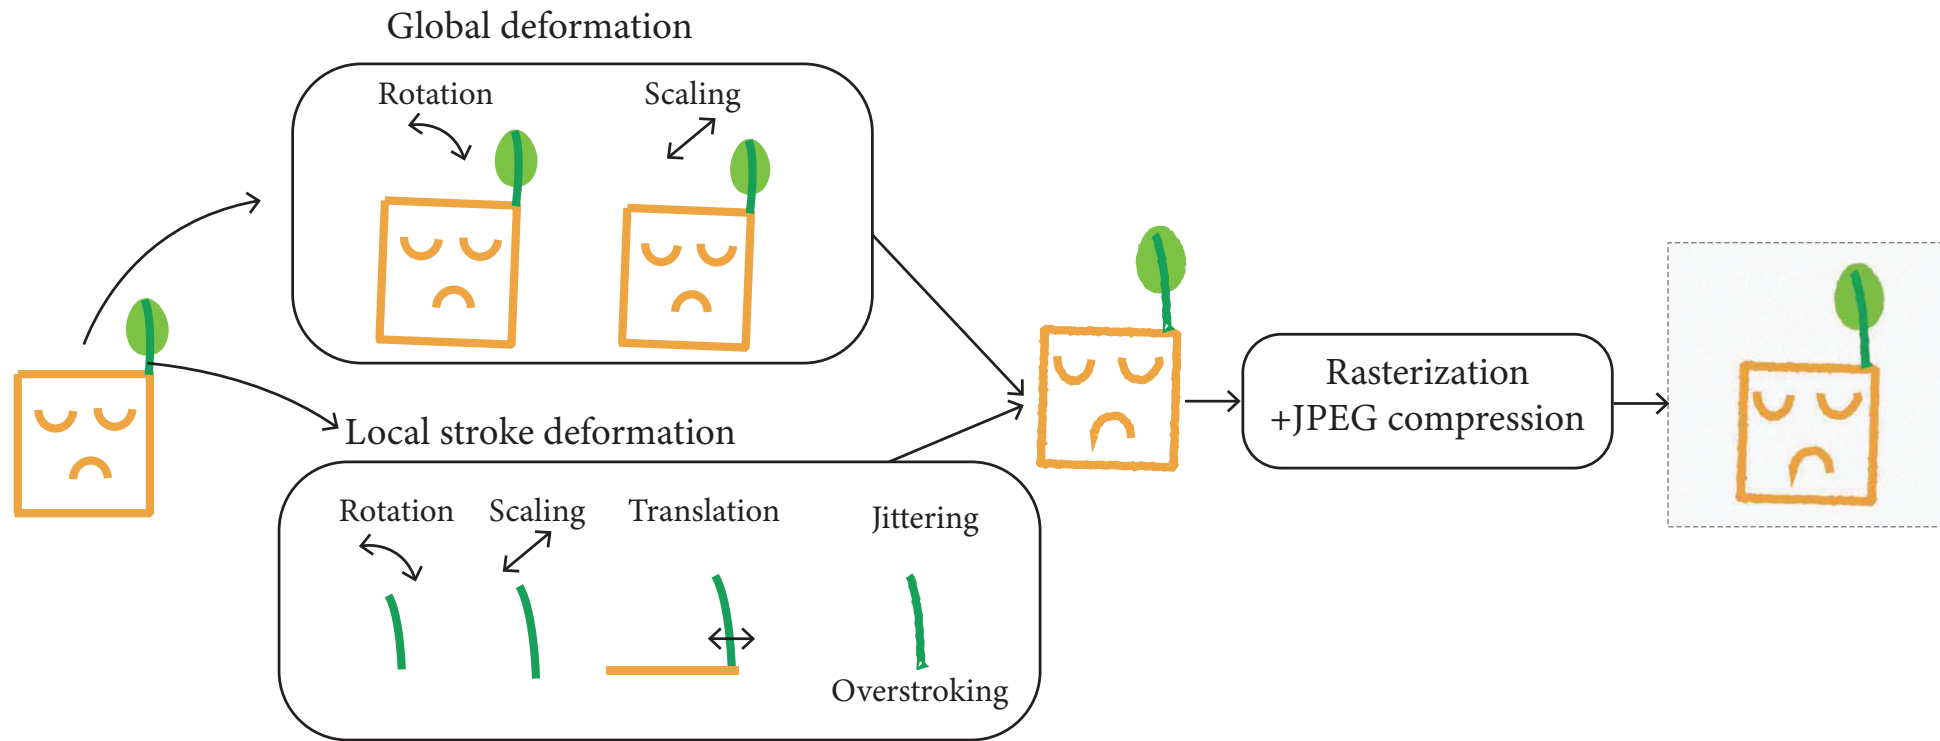 Global deformation
Rotation
Scaling
Local stroke deformation
Rotation
Scaling
Translation
Jittering
Overstroking
Rasterization
+JPEG compression